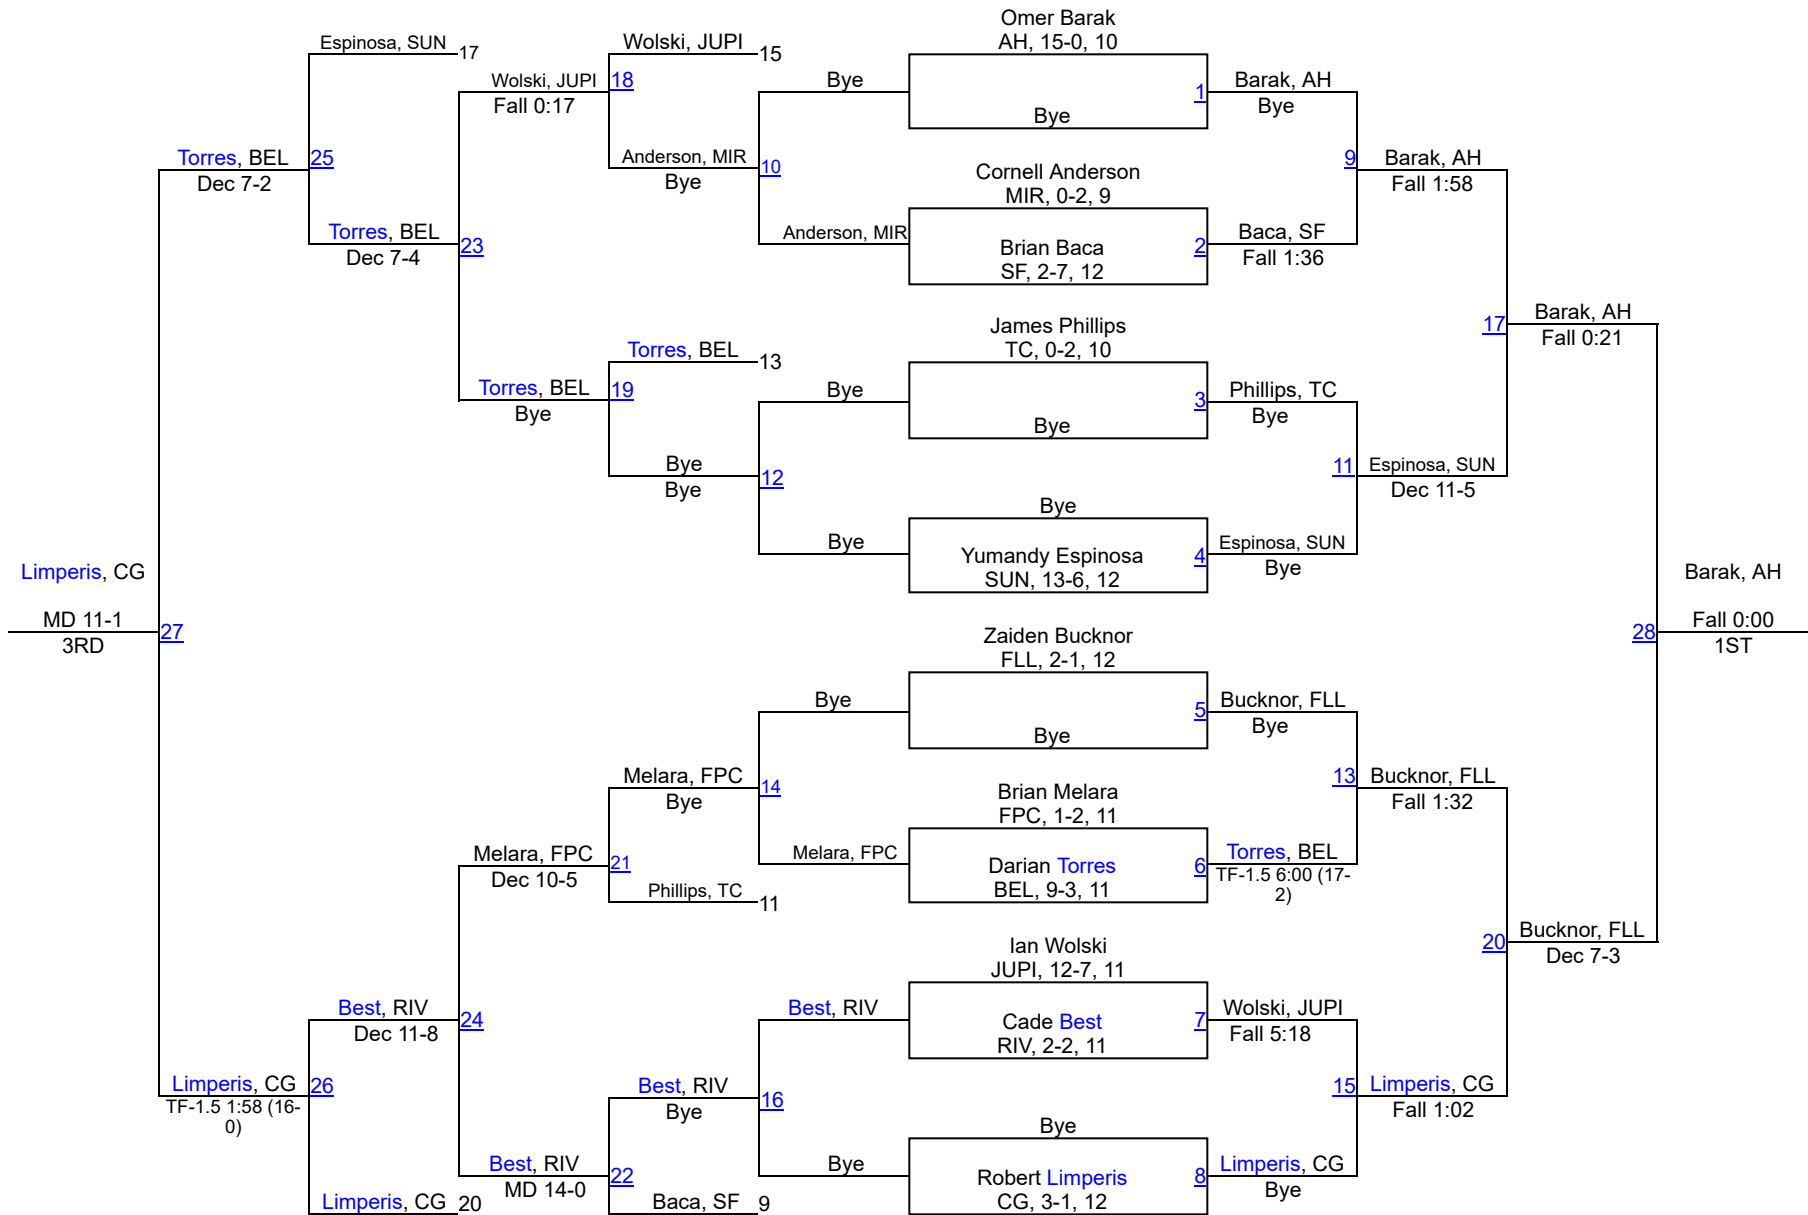 Omer Barak
AH, 15-0, 10
Espinosa, SUN
17
Wolski, JUPI
15
Wolski, JUPI
18
Fall 0:17
Bye
1
Barak, AH
Bye
Bye
Torres, BEL
25
Dec 7-2
Anderson, MIR
10
Bye
Cornell Anderson
MIR, 0-2, 9
9
Barak, AH
Fall 1:58
Torres, BEL
23
Dec 7-4
Anderson, MIR
Brian Baca
SF, 2-7, 12
2
Baca, SF
Fall 1:36
James Phillips
TC, 0-2, 10
17
Barak, AH
Fall 0:21
Torres, BEL
13
Torres, BEL
19
Bye
Bye
3
Phillips, TC
Bye
Bye
Bye
12
Bye
11
Espinosa, SUN
Dec 11-5
Bye
Bye
Yumandy Espinosa
SUN, 13-6, 12
4
Espinosa, SUN
Bye
Limperis, CG
MD 11-1
27
3RD
Barak, AH
28
Fall 0:00
1ST
Zaiden Bucknor
FLL, 2-1, 12
Bye
5
Bucknor, FLL
Bye
Bye
Melara, FPC
14
Bye
Brian Melara
FPC, 1-2, 11
13
Bucknor, FLL
Fall 1:32
Melara, FPC
21
Dec 10-5
Melara, FPC
Darian Torres
BEL, 9-3, 11
6
Torres, BEL
TF-1.5 6:00 (17-
2)
Phillips, TC
11
Ian Wolski
JUPI, 12-7, 11
20
Bucknor, FLL
Dec 7-3
Best, RIV
24
Dec 11-8
Best, RIV
Cade Best
RIV, 2-2, 11
7
Wolski, JUPI
Fall 5:18
Limperis, CG
26
TF-1.5 1:58 (16-
0)
Best, RIV
16
Bye
15
Limperis, CG
Fall 1:02
Bye
Best, RIV
22
MD 14-0
Bye
Robert Limperis
CG, 3-1, 12
8
Limperis, CG
Bye
Limperis, CG
20
Baca, SF
9